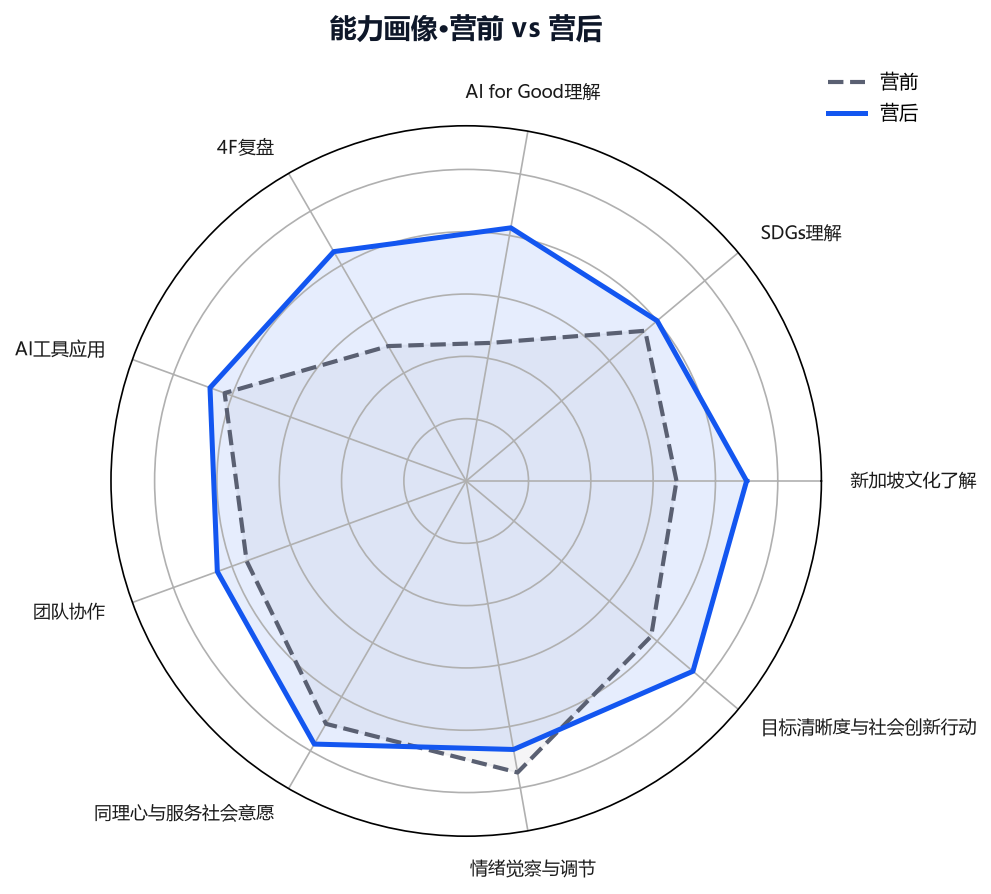 能力画像·营前 vs 营后
营前
营后
AI for Good理解
4F复盘
SDGs理解
AI工具应用
新加坡文化了解
团队协作
目标清晰度与社会创新行动
同理心与服务社会意愿
情绪觉察与调节